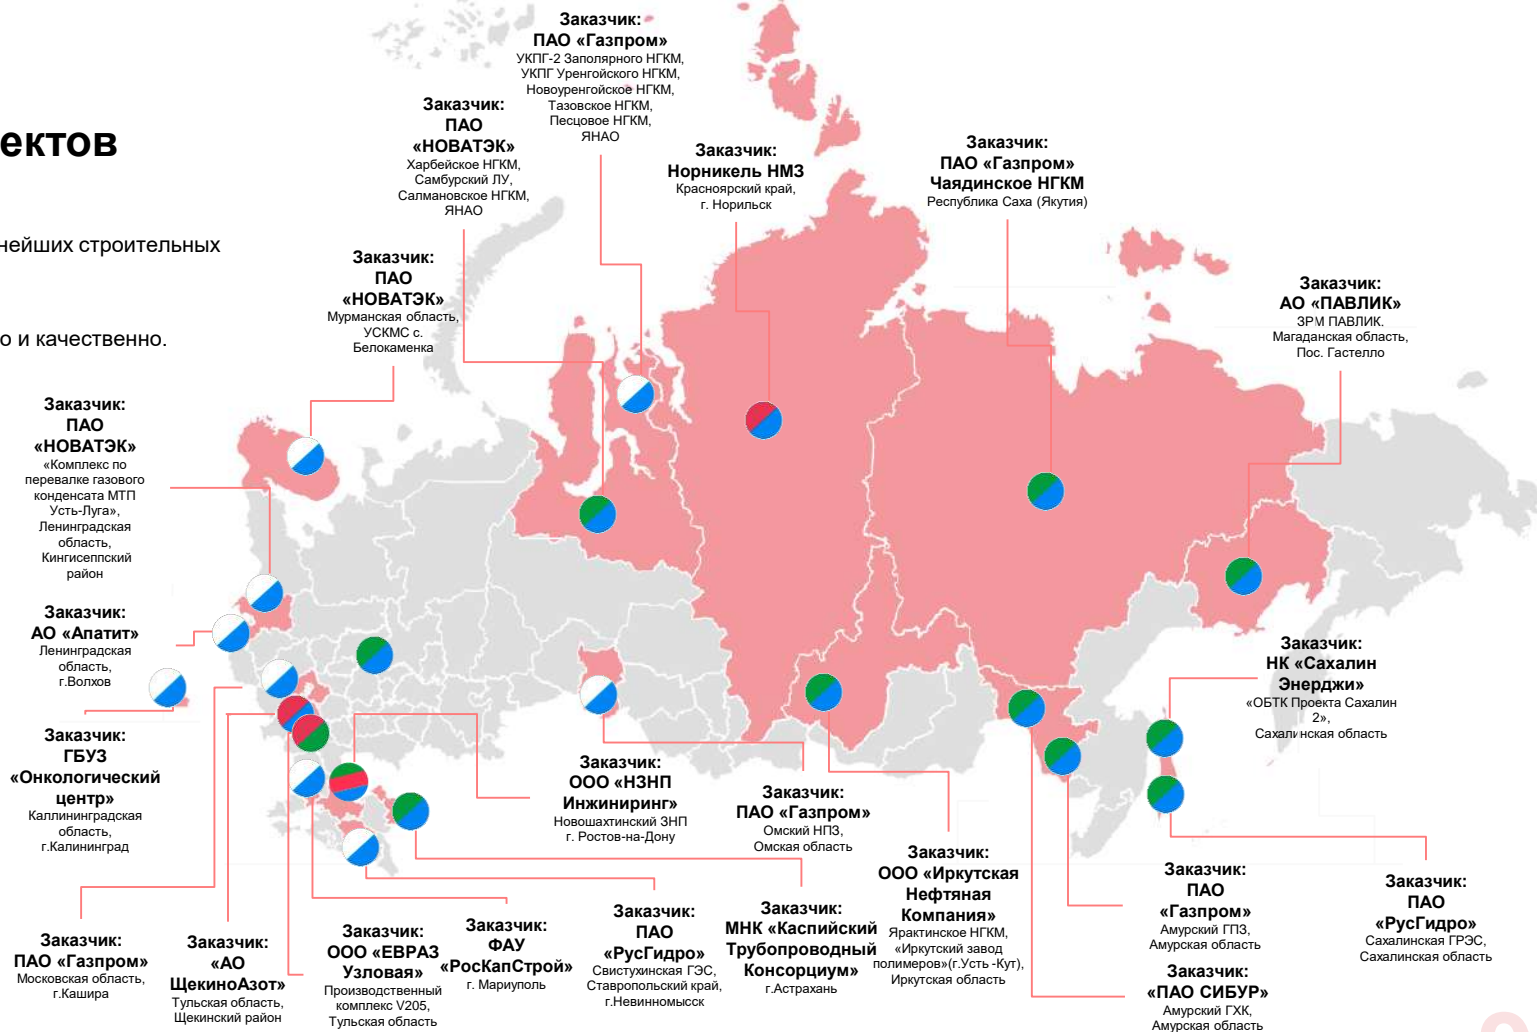 ектов
нейших строительных
о и качественно.
Заказчик:
ПАО «Газпром»
УКПГ-2 Заполярного НГКМ,
УКПГ Уренгойского НГКМ,
Новоуренгойское НГКМ,
Тазовское НГКМ,
Песцовое НГКМ,
ЯНАО
Заказчик:
ПАО
«НОВАТЭК»
Харбейское НГКМ,
Самбурский ЛУ,
Салмановское НГКМ,
ЯНАО
Заказчик:
Норникель НМЗ
Красноярский край,
г. Норильск
Заказчик:
ПАО «Газпром»
Чаядинское НГКМ
Республика Саха (Якутия)
Заказчик:
ПАО
«НОВАТЭК»
Мурманская область,
УСКМС с.
Белокаменка
Заказчик:
АО «ПАВЛИК»
ЗРМ ПАВЛИК.
Магаданская область,
Пос. Гастелло
Заказчик:
ПАО
«НОВАТЭК»
«Комплекс по
перевалке газового
конденсата МТП
Усть-Луга»,
Ленинградская
область,
Кингисеппский
район
Заказчик:
АО «Апатит»
Ленинградская
область,
г.Волхов
Заказчик:
ГБУЗ
«Онкологический
центр»
Каллининградская
область,
г.Калининград
Заказчик:
НК «Сахалин
Энерджи»
«ОБТК Проекта Сахалин
2»,
Сахалинская область
Заказчик:
ООО «НЗНП
Инжиниринг»
Новошахтинский ЗНП
г. Ростов-на-Дону
Заказчик:
ПАО «Газпром»
Омский НПЗ,
Омская область
Заказчик:
ООО «Иркутская
Нефтяная
Компания»
Ярактинское НГКМ,
«Иркутский завод
полимеров»(г.Усть -Кут),
Иркутская область
Заказчик:
ПАО
«Газпром»
Амурский ГПЗ,
Амурская область
Заказчик:
ПАО
«РусГидро»
Сахалинская ГРЭС,
Сахалинская область
Заказчик:
ПАО «Газпром»
Московская область,
г.Кашира
Заказчик:
«АО
ЩекиноАзот»
Тульская область,
Щекинский район
Заказчик:
ООО «ЕВРАЗ
Узловая»
Производственный
комплекс V205,
Тульская область
Заказчик:
ФАУ
«РосКапСтрой»
г. Мариуполь
Заказчик:
ПАО
«РусГидро»
Свистухинская ГЭС,
Ставропольский край,
г.Невинномысск
Заказчик:
МНК «Каспийский
Трубопроводный
Консорциум»
г.Астрахань
Заказчик:
«ПАО СИБУР»
Амурский ГХК,
Амурская область